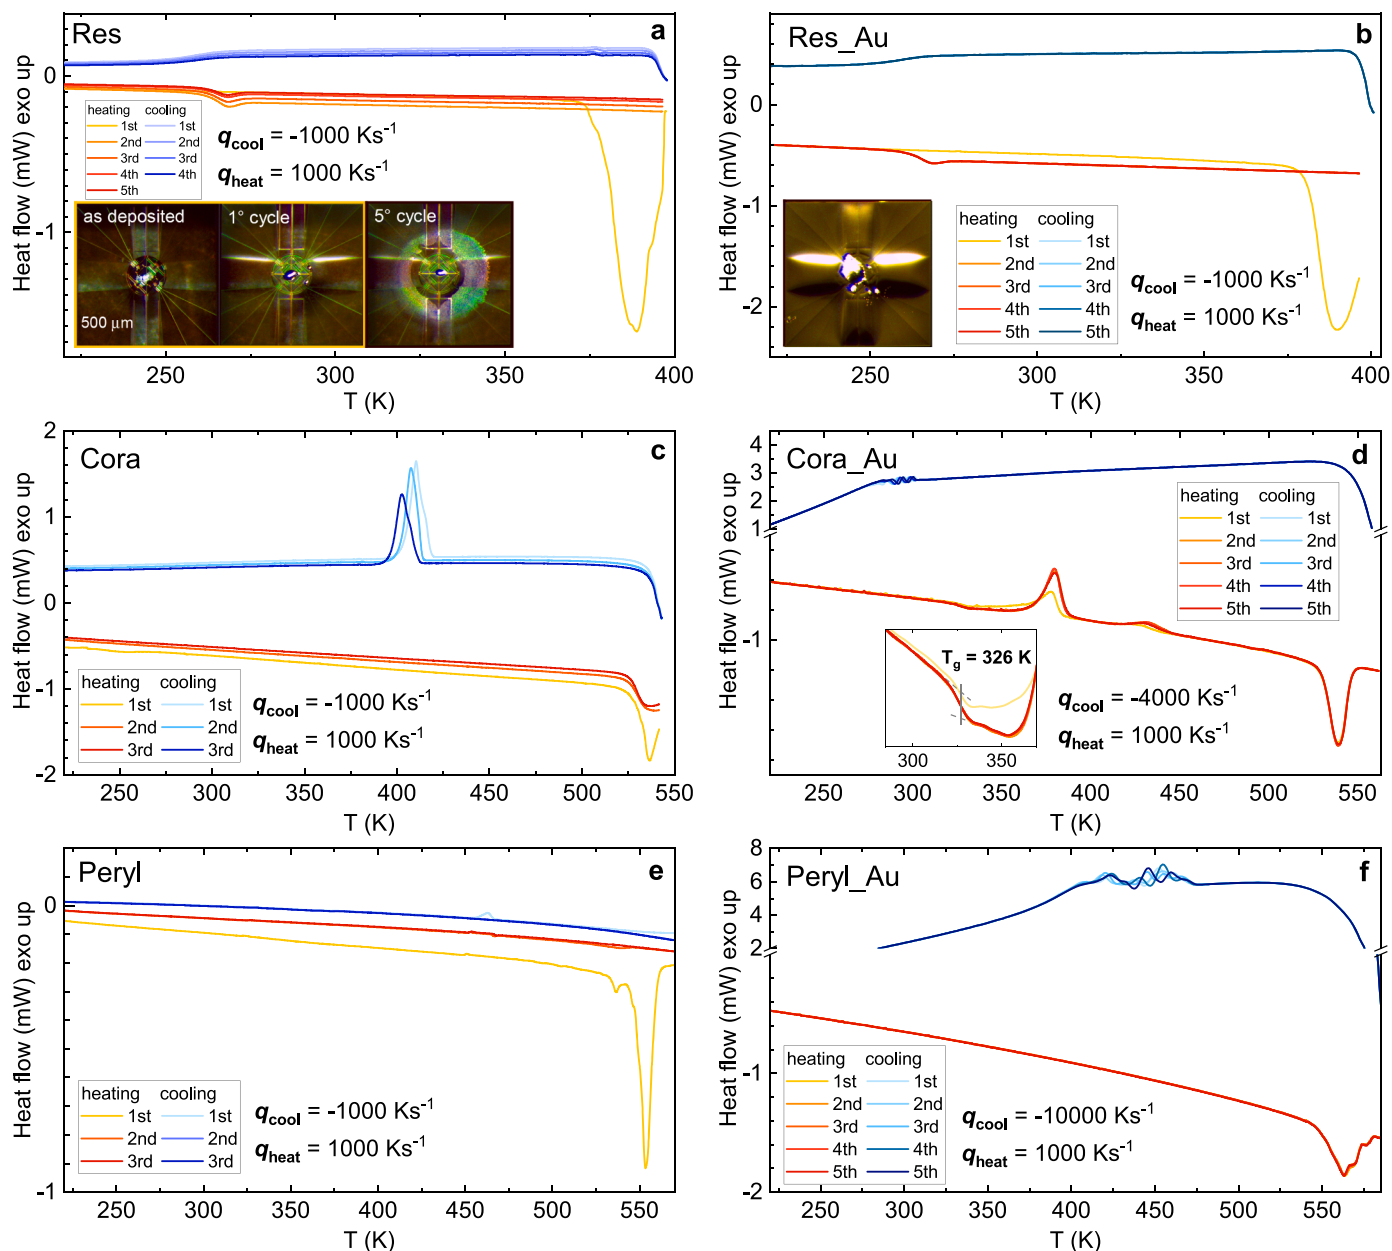 Res
a
Heat flow (mW) exo up
0
-1
heating cooling
1st 1st
2nd 2nd
3rd 3rd
4th 4th
5th
qcool = -1000 Ks-1
qheat = 1000 Ks-1
as deposited
1° cycle
5° cycle
500 µm
250 300 350 400
T (K)
Res_Au
b
Heat flow (mW) exo up
0
-1
-2
heating cooling
1st 1st
2nd 2nd
3rd 3rd
4th 4th
5th 5th
qcool = -1000 Ks-1
qheat = 1000 Ks-1
250 300 350 400
T (K)
Cora
c
Heat flow (mW) exo up
2
1
0
-1
-2
heating cooling
1st 1st
2nd 2nd
3rd 3rd
qcool = -1000 Ks-1
qheat = 1000 Ks-1
250 300 350 400 450 500 550
T (K)
Cora_Au
d
Heat flow (mW) exo up
4
3
2
1
-1
heating cooling
1st 1st
2nd 2nd
3rd 3rd
4th 4th
5th 5th
Tg = 326 K
300 350
qcool = -4000 Ks-1
qheat = 1000 Ks-1
250 300 350 400 450 500 550
T (K)
Peryl
e
Heat flow (mW) exo up
0
-1
heating cooling
1st 1st
2nd 2nd
3rd 3rd
qcool = -1000 Ks-1
qheat = 1000 Ks-1
250 300 350 400 450 500 550
T (K)
Peryl_Au
f
Heat flow (mW) exo up
8
6
4
2
-1
-2
heating cooling
1st 1st
2nd 2nd
3rd 3rd
4th 4th
5th 5th
qcool = -10000 Ks-1
qheat = 1000 Ks-1
250 300 350 400 450 500 550
T (K)